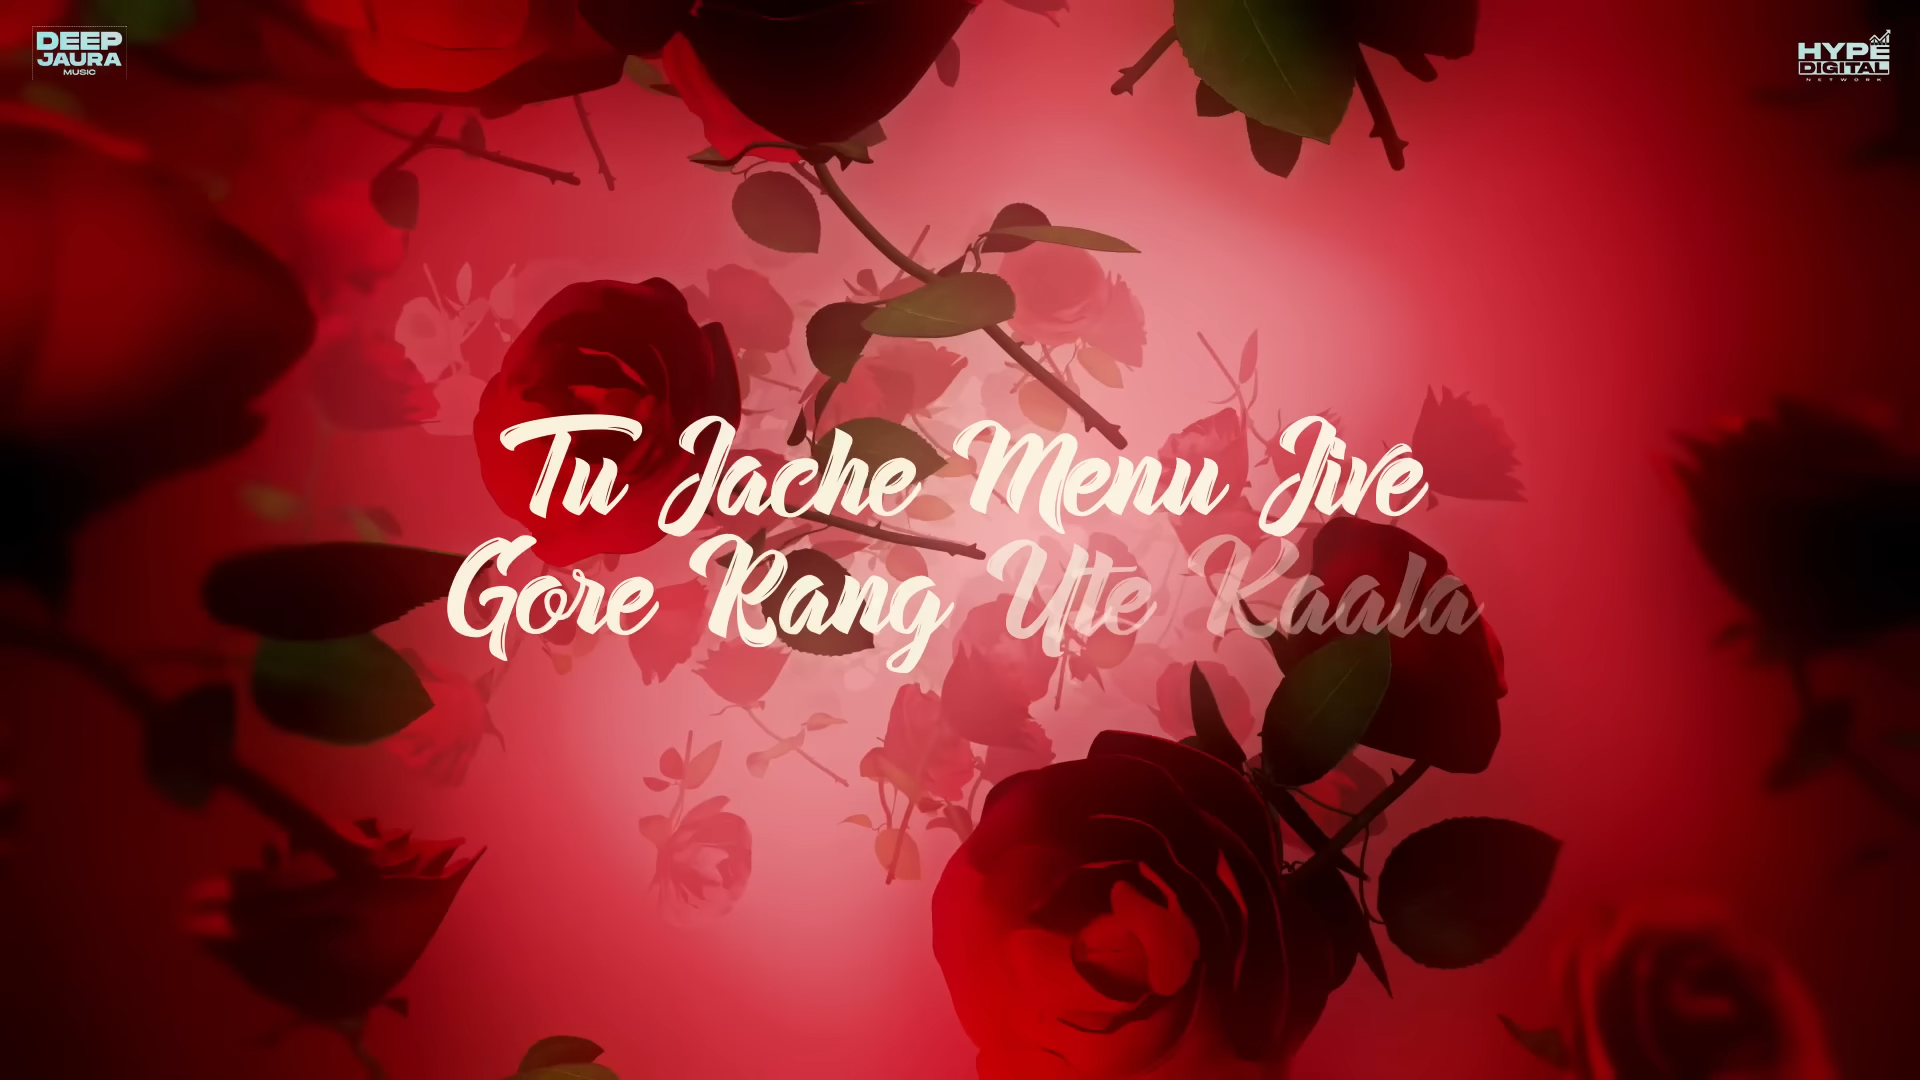 DEEP
JAURA
MUSIC
HYPE
DIGITAL
NETWORK
Tu Jache Menu Jive
Gore Rang Ute Kaala